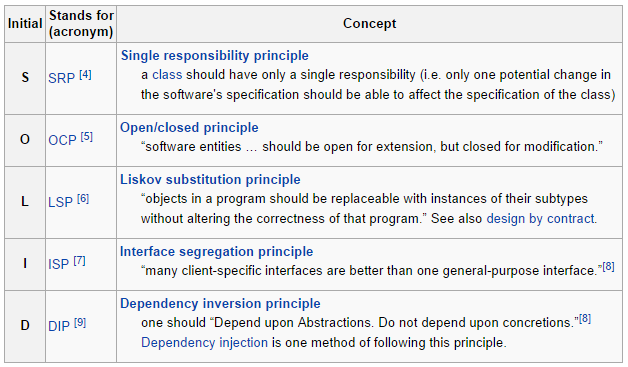 Initial
Stands for
(acronym)
Concept
S
SRP [4]
Single responsibility principle
a class should have only a single responsibility (i.e. only one potential change in
the software's specification should be able to affect the specification of the class)
O
OCP [5]
Open/closed principle
“software entities … should be open for extension, but closed for modification.”
L
LSP [6]
Liskov substitution principle
“objects in a program should be replaceable with instances of their subtypes
without altering the correctness of that program.” See also design by contract.
I
ISP [7]
Interface segregation principle
“many client-specific interfaces are better than one general-purpose interface.”[8]
D
DIP [9]
Dependency inversion principle
one should “Depend upon Abstractions. Do not depend upon concretions.”[8]
Dependency injection is one method of following this principle.